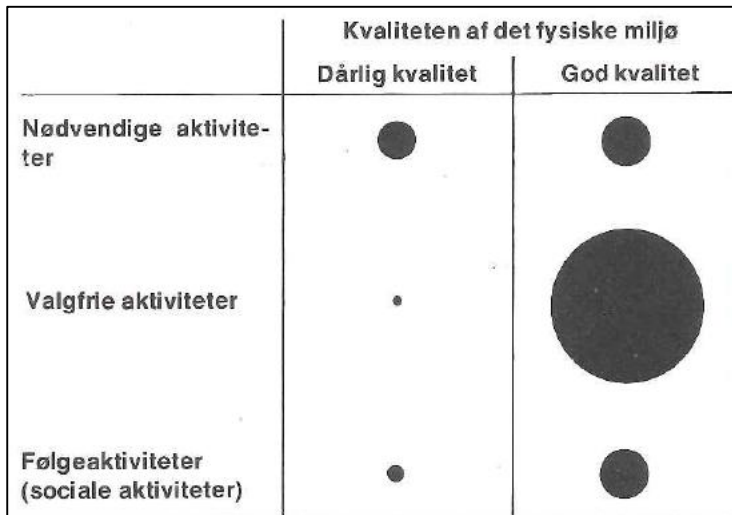 Kvaliteten af det fysiske miljø
Dårlig kvalitet
God kvalitet
Nødvendige aktivite-
ter
Valgfrie aktiviteter
Følgeaktiviteter
(sociale aktiviteter)